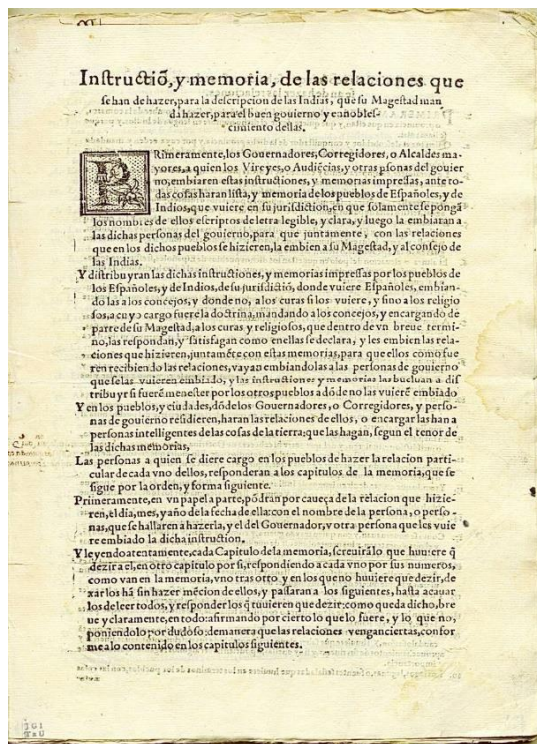 Instructiõ, y memoria, de las relaciones que
se han de hazer, para la descripcion de las Indias, que su Magestad man
da hazer, para el buen gouierno y ennobles-
cimiento dellas.
PRimeramente, los Gouernadores, Corregidores, o Alcaldes ma-
yores, a quien los Vireyes, o Audiẽcias, y otras psonas del gouier
no, embiaren estas instructiones, y memorias impressas, ante to-
das cosas haran lista, y memoria de los pueblos de Españoles, y de
Indios, que vuiere en su jurisdiction, en que solamente se pongã
los nombres de ellos escriptos de letra legible, y clara, y luego la embiaran a
las dichas personas del gouierno, para que juntamente, con las relaciones
que en los dichos pueblos se hizieren, la embien a su Magestad, y al consejo de
las Indias.
Y distribuyran las dichas instructiones, y memorias impressas por los pueblos de
los Españoles, y de Indios, de su jurisdictiõ, donde vuiere Españoles, embian-
do las a los concejos, y donde no, a los curas si los vuiere, y sino a los religio
sos, a cuyo cargo fuere la doctrina, mandando a los concejos, y encargando de
parte de su Magestad, a los curas y religiosos, que dentro de vn breue termi-
no, las respondan, y satisfagan como en ellas se declara, y les embien las rela-
ciones que hizieren, juntamẽte con estas memorias, para que ellos como fue
ren recibiendo las relaciones, vayan embiandolas a las personas de gouierno
que se las vuieren embiado, y las instructiones y memorias las bueluan a dis
tribuyr si fuere menester por los otros pueblos a dõde no las vuierẽ embiado
Y en los pueblos, y ciudades, dõde los Gouernadores, o Corregidores, y perso-
nas de gouierno residieren, haran las relaciones de ellos, o encargar las han a
personas intelligentes de las cosas de la tierra: que las hagan, segun el tenor de
las dichas memorias,
Las personas a quien se diere cargo en los pueblos de hazer la relacion parti-
cular de cada vno dellos, responderan a los capitulos de la memoria, que se
sigue por la orden, y forma siguiente.
Primeramente, en vn papel a parte, põdran por caueça de la relacion que hizie-
ren, el dia, mes, y año de la fecha de ella: con el nombre de la persona, o perso-
nas, que se hallaren a hazerla, y el del Gouernador, v otra persona que les vuie
re embiado la dicha instruction.
Y leyendo atentamente, cada Capitulo de la memoria, screuirã lo que huuiere q̃
dezir a el, en otro capitulo por si, respondiendo a cada vno por sus numeros,
como van en la memoria, vno tras otro y en los que no huuiere que dezir, de
xar los hã sin hazer mẽcion de ellos, y passaran a los siguientes, hasta acauar
los de leer todos, y responder los q̃ tuuieren que dezir: como queda dicho, bre
ue y claramente, en todo: afirmando por cierto lo que lo fuere, y lo que no,
poniendolo por dudoso: de manera que las relaciones vengan ciertas, confor
me a lo contenido en los capitulos siguientes.